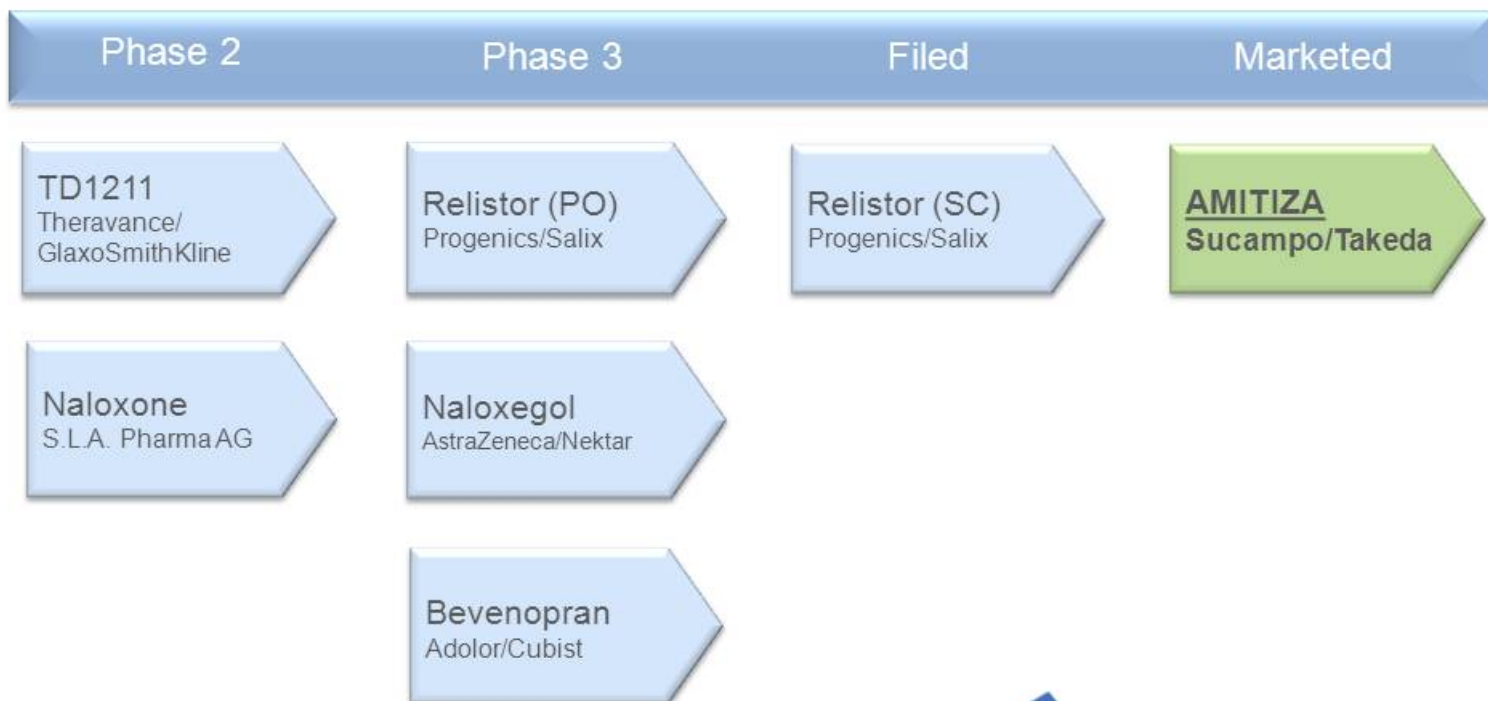 Phase 2
Phase 3
Filed
Marketed
TD1211
Theravance/
GlaxoSmithKline
Relistor (PO)
Progenics/Salix
Relistor (SC)
Progenics/Salix
AMITIZA
Sucampo/Takeda
Naloxone
S.L.A. Pharma AG
Naloxegol
AstraZeneca/Nektar
Bevenopran
Adolor/Cubist